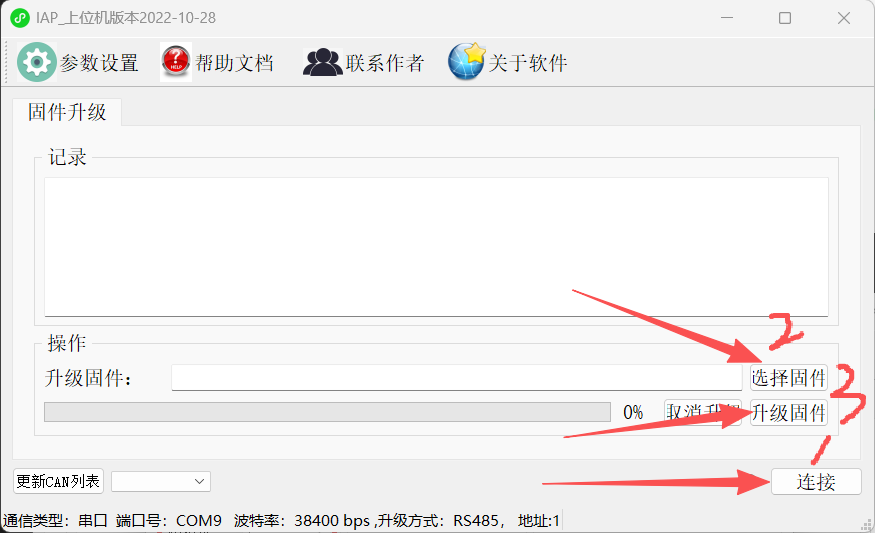 IAP_上位机版本2022-10-28
参数设置 帮助文档 联系作者 关于软件
固件升级
记录
2
操作
升级固件： 选择固件
3
0% 取消升级 升级固件
1
更新CAN列表 连接
通信类型：串口 端口号：COM9 波特率：38400 bps ,升级方式：RS485， 地址:1